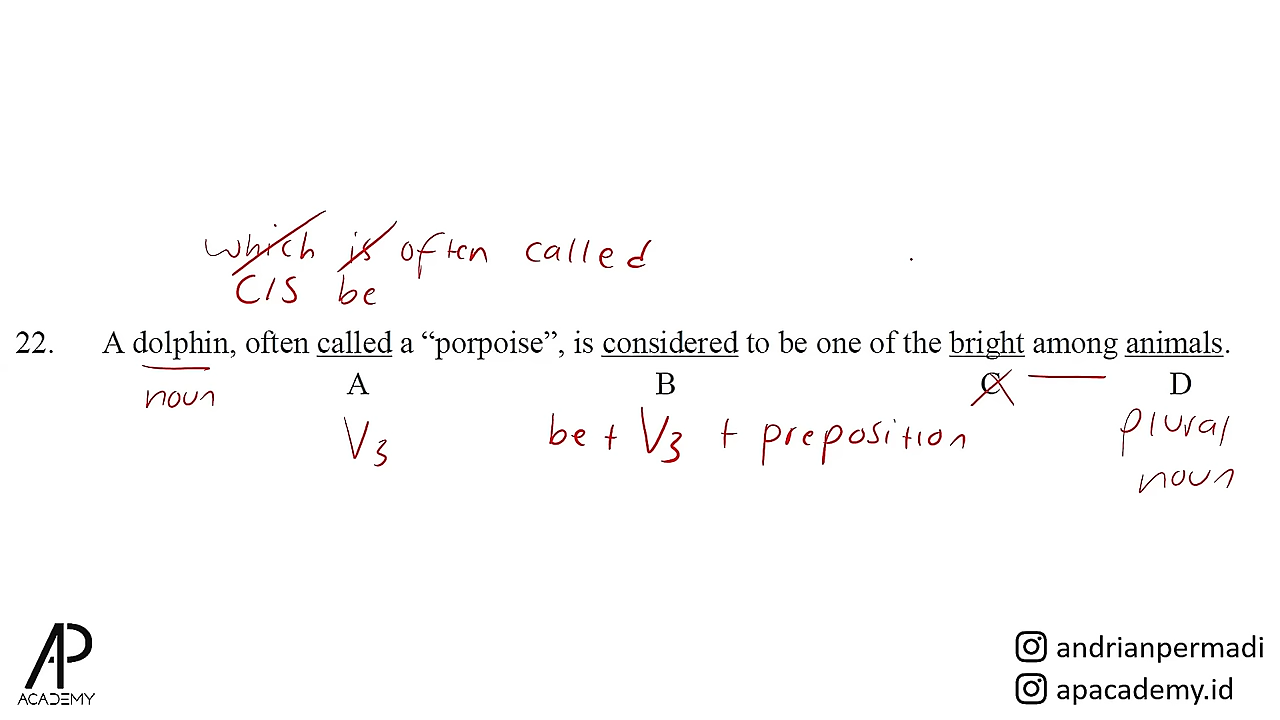 which is often called
C/S be
22. A dolphin, often called a “porpoise”, is considered to be one of the bright among animals.
noun A B C D
V3 be + V3 + preposition plural
noun
AP
ACADEMY
andrianpermadi
apacademy.id